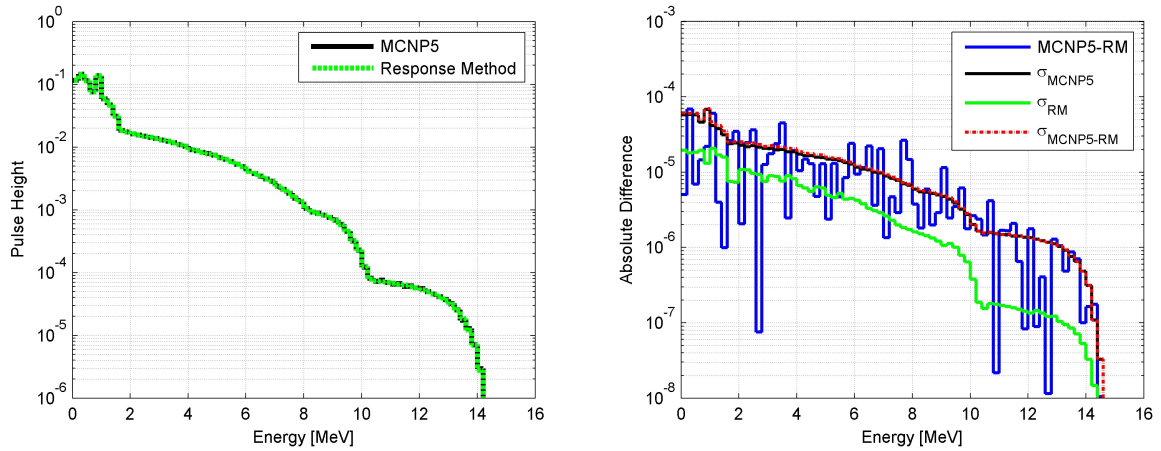 10^0
10^-1
10^-2
10^-3
10^-4
10^-5
10^-6
Pulse Height
MCNP5
Response Method
0 2 4 6 8 10 12 14 16
Energy [MeV]
10^-3
10^-4
10^-5
10^-6
10^-7
10^-8
Absolute Difference
MCNP5-RM
σ_MCNP5
σ_RM
σ_MCNP5-RM
0 2 4 6 8 10 12 14 16
Energy [MeV]